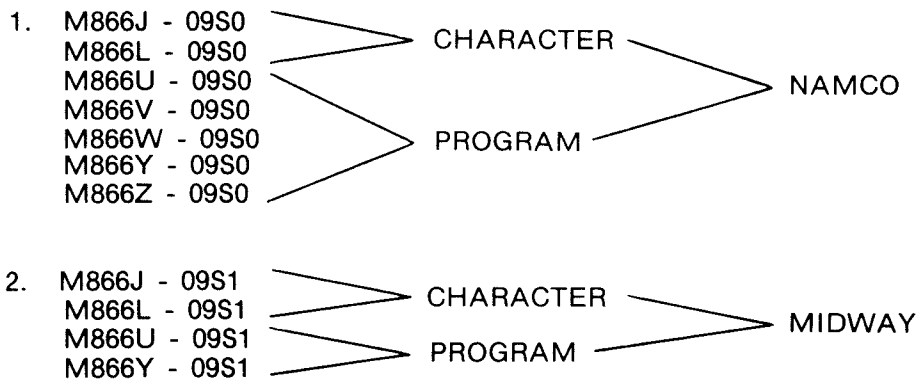 1. M866J - 09S0
M866L - 09S0
CHARACTER
M866U - 09S0
NAMCO
M866V - 09S0
M866W - 09S0
PROGRAM
M866Y - 09S0
M866Z - 09S0
2. M866J - 09S1
M866L - 09S1
CHARACTER
M866U - 09S1
MIDWAY
M866Y - 09S1
PROGRAM